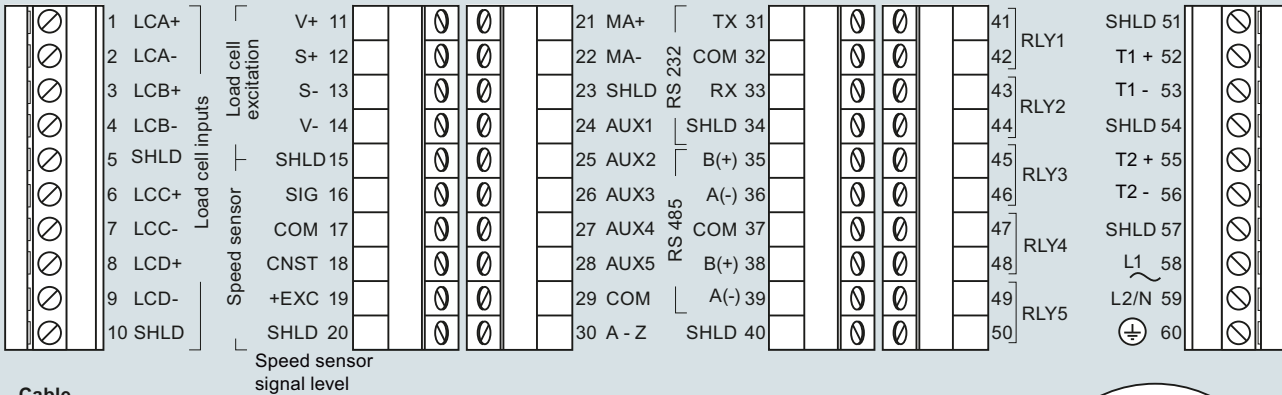 1 LCA+
2 LCA-
3 LCB+
4 LCB-
5 SHLD
6 LCC+
7 LCC-
8 LCD+
9 LCD-
10 SHLD
Load cell inputs
Load cell
excitation
Speed sensor
V+ 11
S+ 12
S- 13
V- 14
SHLD 15
SIG 16
COM 17
CNST 18
+EXC 19
SHLD 20
Speed sensor
signal level
21 MA+
22 MA-
23 SHLD
24 AUX1
25 AUX2
26 AUX3
27 AUX4
28 AUX5
29 COM
30 A - Z
RS 232
RS 485
TX 31
COM 32
RX 33
SHLD 34
B(+) 35
A(-) 36
COM 37
B(+) 38
A(-) 39
SHLD 40
41
42
RLY1
43
44
RLY2
45
46
RLY3
47
48
RLY4
49
50
RLY5
SHLD 51
T1 + 52
T1 - 53
SHLD 54
T2 + 55
T2 - 56
SHLD 57
L1 58
L2/N 59
60
Cable